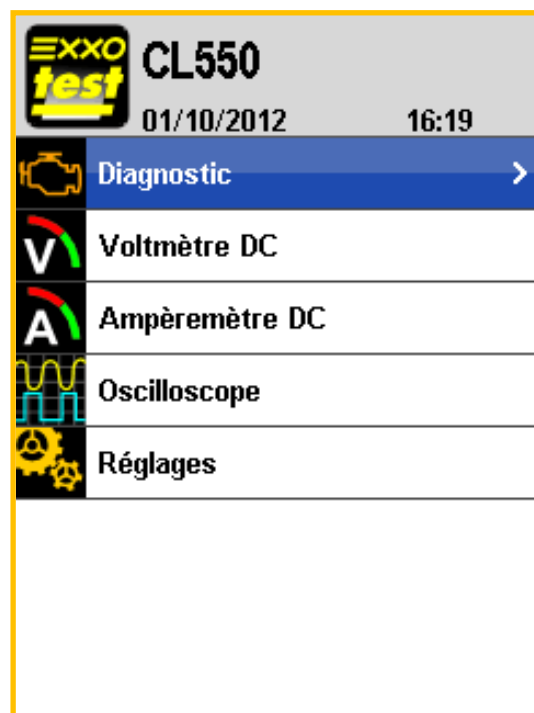 EXXO
test
CL550
01/10/2012 16:19
Diagnostic
V Voltmètre DC
A Ampèremètre DC
Oscilloscope
Réglages